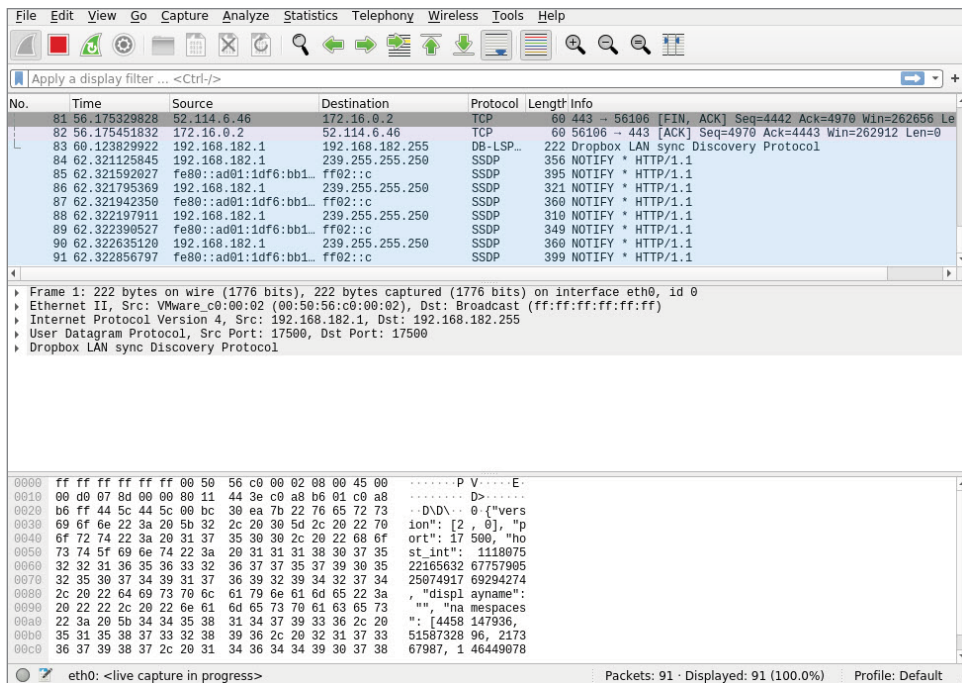 File Edit View Go Capture Analyze Statistics Telephony Wireless Tools Help
Apply a display filter ... <Ctrl-/>
No. Time Source Destination Protocol Length Info
81 56.175329828 52.114.6.46 172.16.0.2 TCP 60 443 → 56106 [FIN, ACK] Seq=4442 Ack=4970 Win=262656 Le
82 56.175451832 172.16.0.2 52.114.6.46 TCP 60 56106 → 443 [ACK] Seq=4970 Ack=4443 Win=262912 Len=0
83 60.123829922 192.168.182.1 192.168.182.255 DB-LSP… 222 Dropbox LAN sync Discovery Protocol
84 62.321125845 192.168.182.1 239.255.255.250 SSDP 356 NOTIFY * HTTP/1.1
85 62.321592027 fe80::ad01:1df6:bb1… ff02::c SSDP 395 NOTIFY * HTTP/1.1
86 62.321795369 192.168.182.1 239.255.255.250 SSDP 321 NOTIFY * HTTP/1.1
87 62.321942350 fe80::ad01:1df6:bb1… ff02::c SSDP 360 NOTIFY * HTTP/1.1
88 62.322197911 192.168.182.1 239.255.255.250 SSDP 310 NOTIFY * HTTP/1.1
89 62.322390527 fe80::ad01:1df6:bb1… ff02::c SSDP 349 NOTIFY * HTTP/1.1
90 62.322635120 192.168.182.1 239.255.255.250 SSDP 360 NOTIFY * HTTP/1.1
91 62.322856797 fe80::ad01:1df6:bb1… ff02::c SSDP 399 NOTIFY * HTTP/1.1
Frame 1: 222 bytes on wire (1776 bits), 222 bytes captured (1776 bits) on interface eth0, id 0
Ethernet II, Src: VMware_c0:00:02 (00:50:56:c0:00:02), Dst: Broadcast (ff:ff:ff:ff:ff:ff)
Internet Protocol Version 4, Src: 192.168.182.1, Dst: 192.168.182.255
User Datagram Protocol, Src Port: 17500, Dst Port: 17500
Dropbox LAN sync Discovery Protocol
0000 ff ff ff ff ff ff 00 50 56 c0 00 02 08 00 45 00 ·······P V·····E·
0010 00 d0 07 8d 00 00 80 11 44 3e c0 a8 b6 01 c0 a8 ········ D>······
0020 b6 ff 44 5c 44 5c 00 bc 30 ea 7b 22 76 65 72 73 ··D\D\·· 0·{"vers
0030 69 6f 6e 22 3a 20 5b 32 2c 20 30 5d 2c 20 22 70 ion": [2 , 0], "p
0040 6f 72 74 22 3a 20 31 37 35 30 30 2c 20 22 68 6f ort": 17 500, "ho
0050 73 74 5f 69 6e 74 22 3a 20 31 31 31 38 30 37 35 st_int": 1118075
0060 32 32 31 36 35 36 33 32 36 37 37 35 37 39 30 35 22165632 67757905
0070 32 35 30 37 34 39 31 37 36 39 32 39 34 32 37 34 25074917 69294274
0080 2c 20 22 64 69 73 70 6c 61 79 6e 61 6d 65 22 3a , "displ ayname":
0090 20 22 22 2c 20 22 6e 61 6d 65 73 70 61 63 65 73 "", "na mespaces
00a0 22 3a 20 5b 34 34 35 38 31 34 37 39 33 36 2c 20 ": [4458 147936,
00b0 35 31 35 38 37 33 32 38 39 36 2c 20 32 31 37 33 51587328 96, 2173
00c0 36 37 39 38 37 2c 20 31 34 36 34 34 39 30 37 38 67987, 1 46449078
eth0: <live capture in progress> Packets: 91 · Displayed: 91 (100.0%) Profile: Default